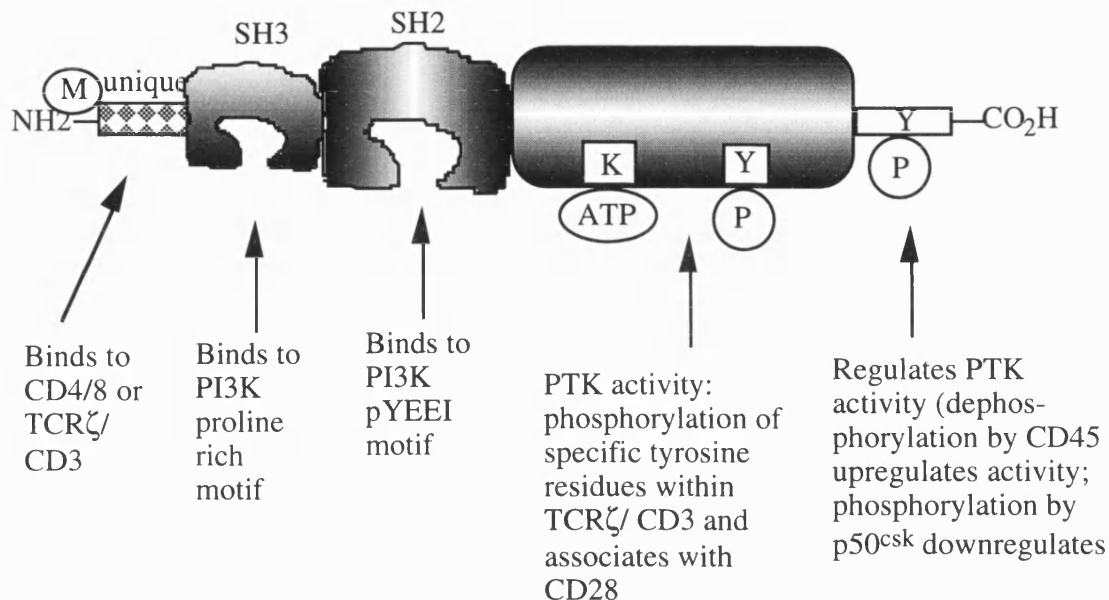 SH3
SH2
M
unique
NH2
K
Y
Y
CO₂H
ATP
P
P
Binds to
CD4/8 or
TCRζ/
CD3
Binds to
PI3K
proline
rich
motif
Binds to
PI3K
pYEEI
motif
PTK activity:
phosphorylation of
specific tyrosine
residues within
TCRζ/ CD3 and
associates with
CD28
Regulates PTK
activity (dephos-
phorylation by CD45
upregulates activity;
phosphorylation by
p50csk downregulates